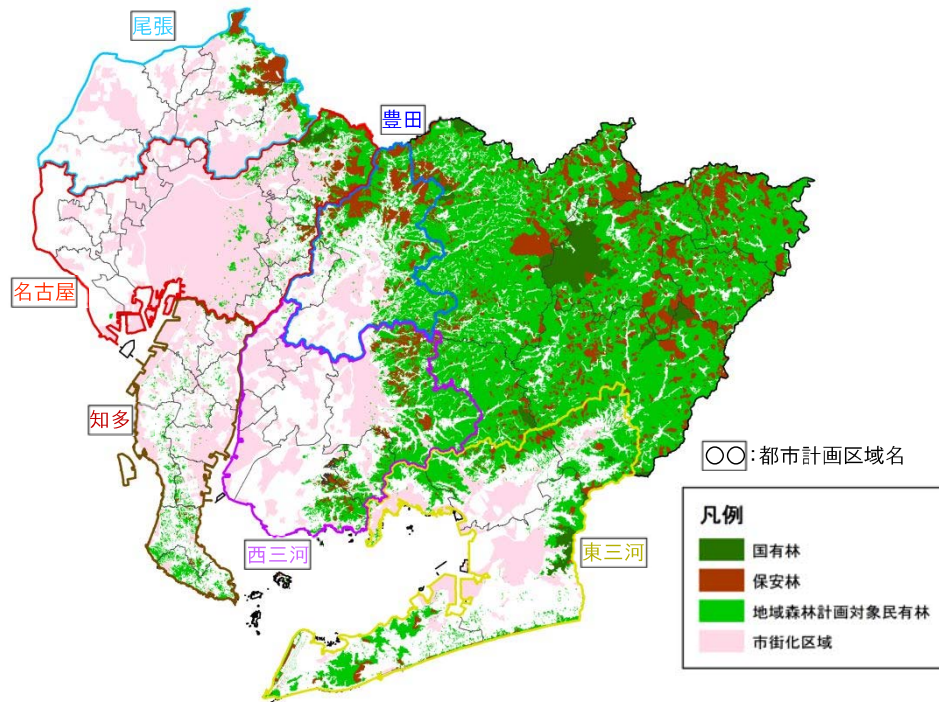 尾張
豊田
名古屋
知多
〇〇:都市計画区域名
西三河
東三河
凡例
国有林
保安林
地域森林計画対象民有林
市街化区域